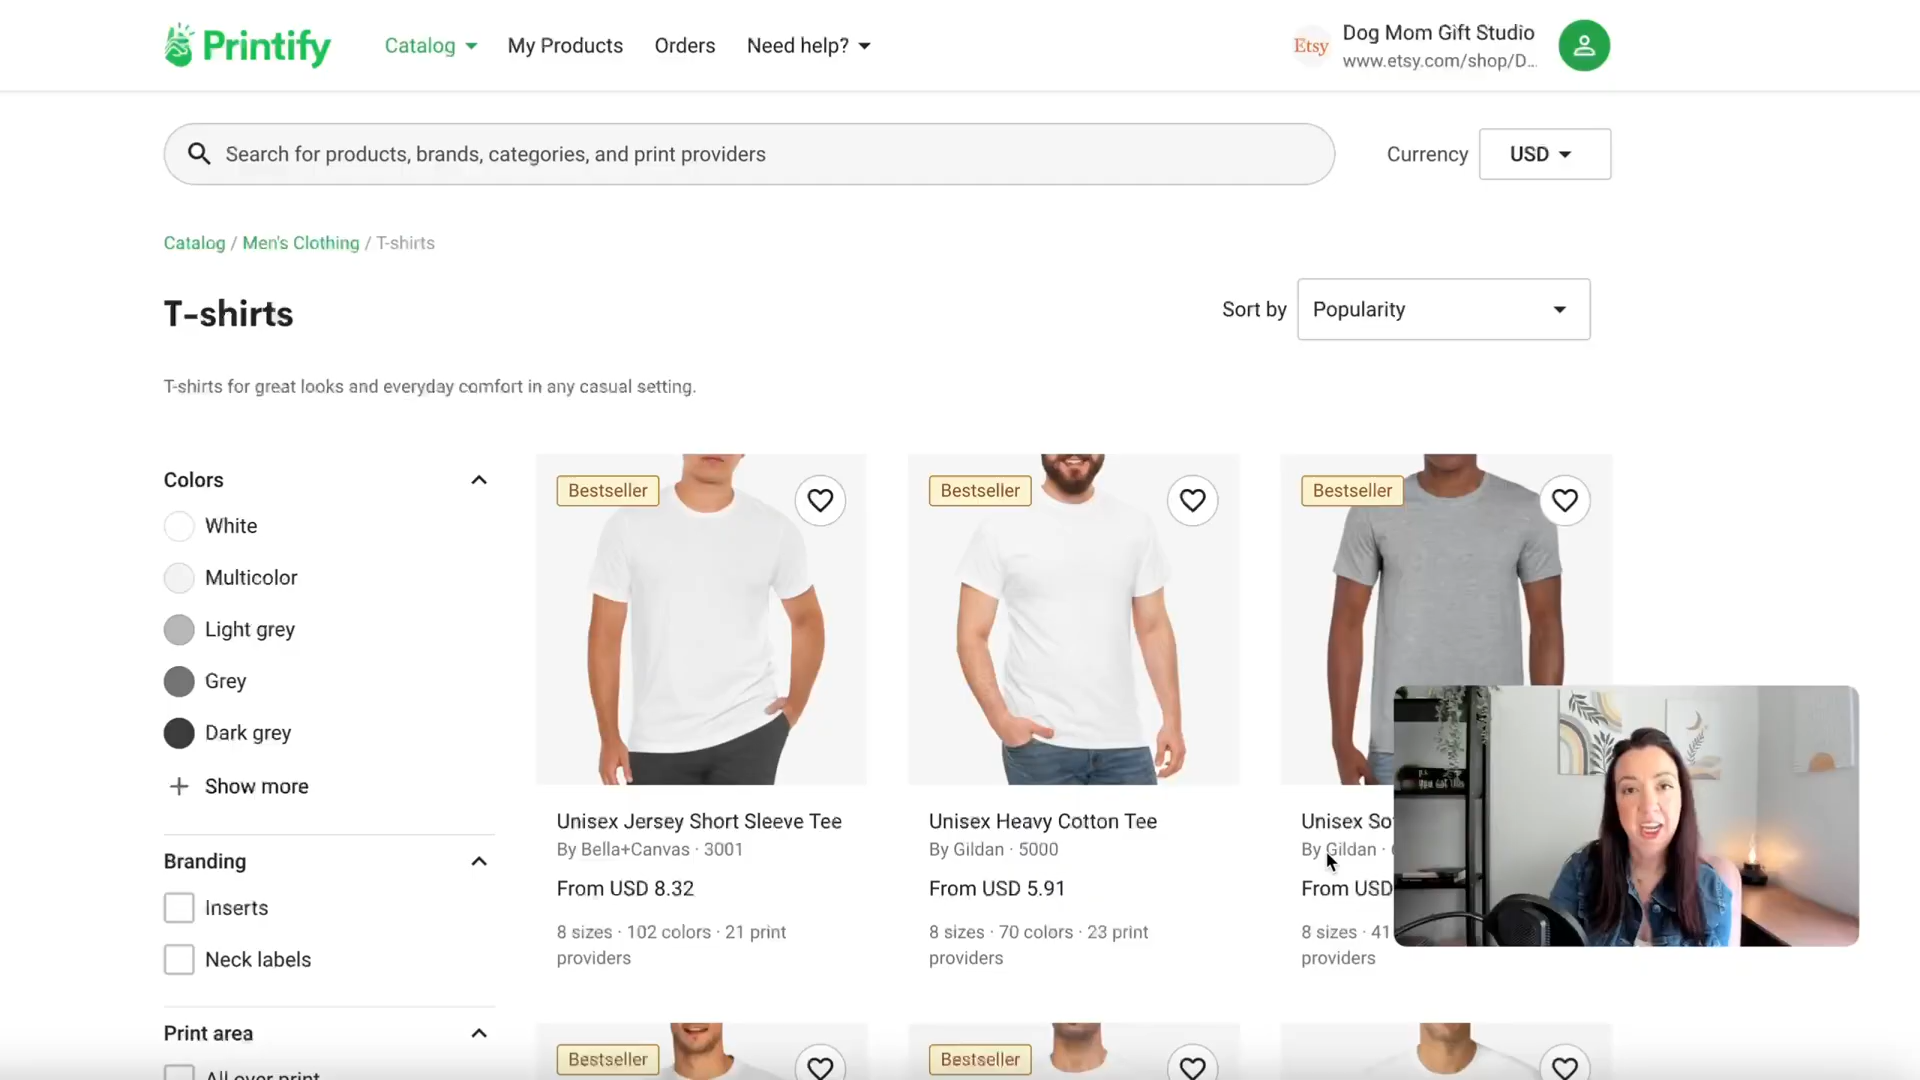 Printify
Catalog
My Products
Orders
Need help?
Etsy
Dog Mom Gift Studio
www.etsy.com/shop/D...
Search for products, brands, categories, and print providers
Currency
USD
Catalog / Men's Clothing / T-shirts
T-shirts
Sort by
Popularity
T-shirts for great looks and everyday comfort in any casual setting.
Colors
White
Multicolor
Light grey
Grey
Dark grey
Show more
Branding
Inserts
Neck labels
Print area
All over print
Bestseller
Unisex Jersey Short Sleeve Tee
By Bella+Canvas · 3001
From USD 8.32
8 sizes · 102 colors · 21 print
providers
Bestseller
Unisex Heavy Cotton Tee
By Gildan · 5000
From USD 5.91
8 sizes · 70 colors · 23 print
providers
Bestseller
Unisex So
By Gildan ·
From USD
8 sizes · 41
providers
Bestseller
Bestseller